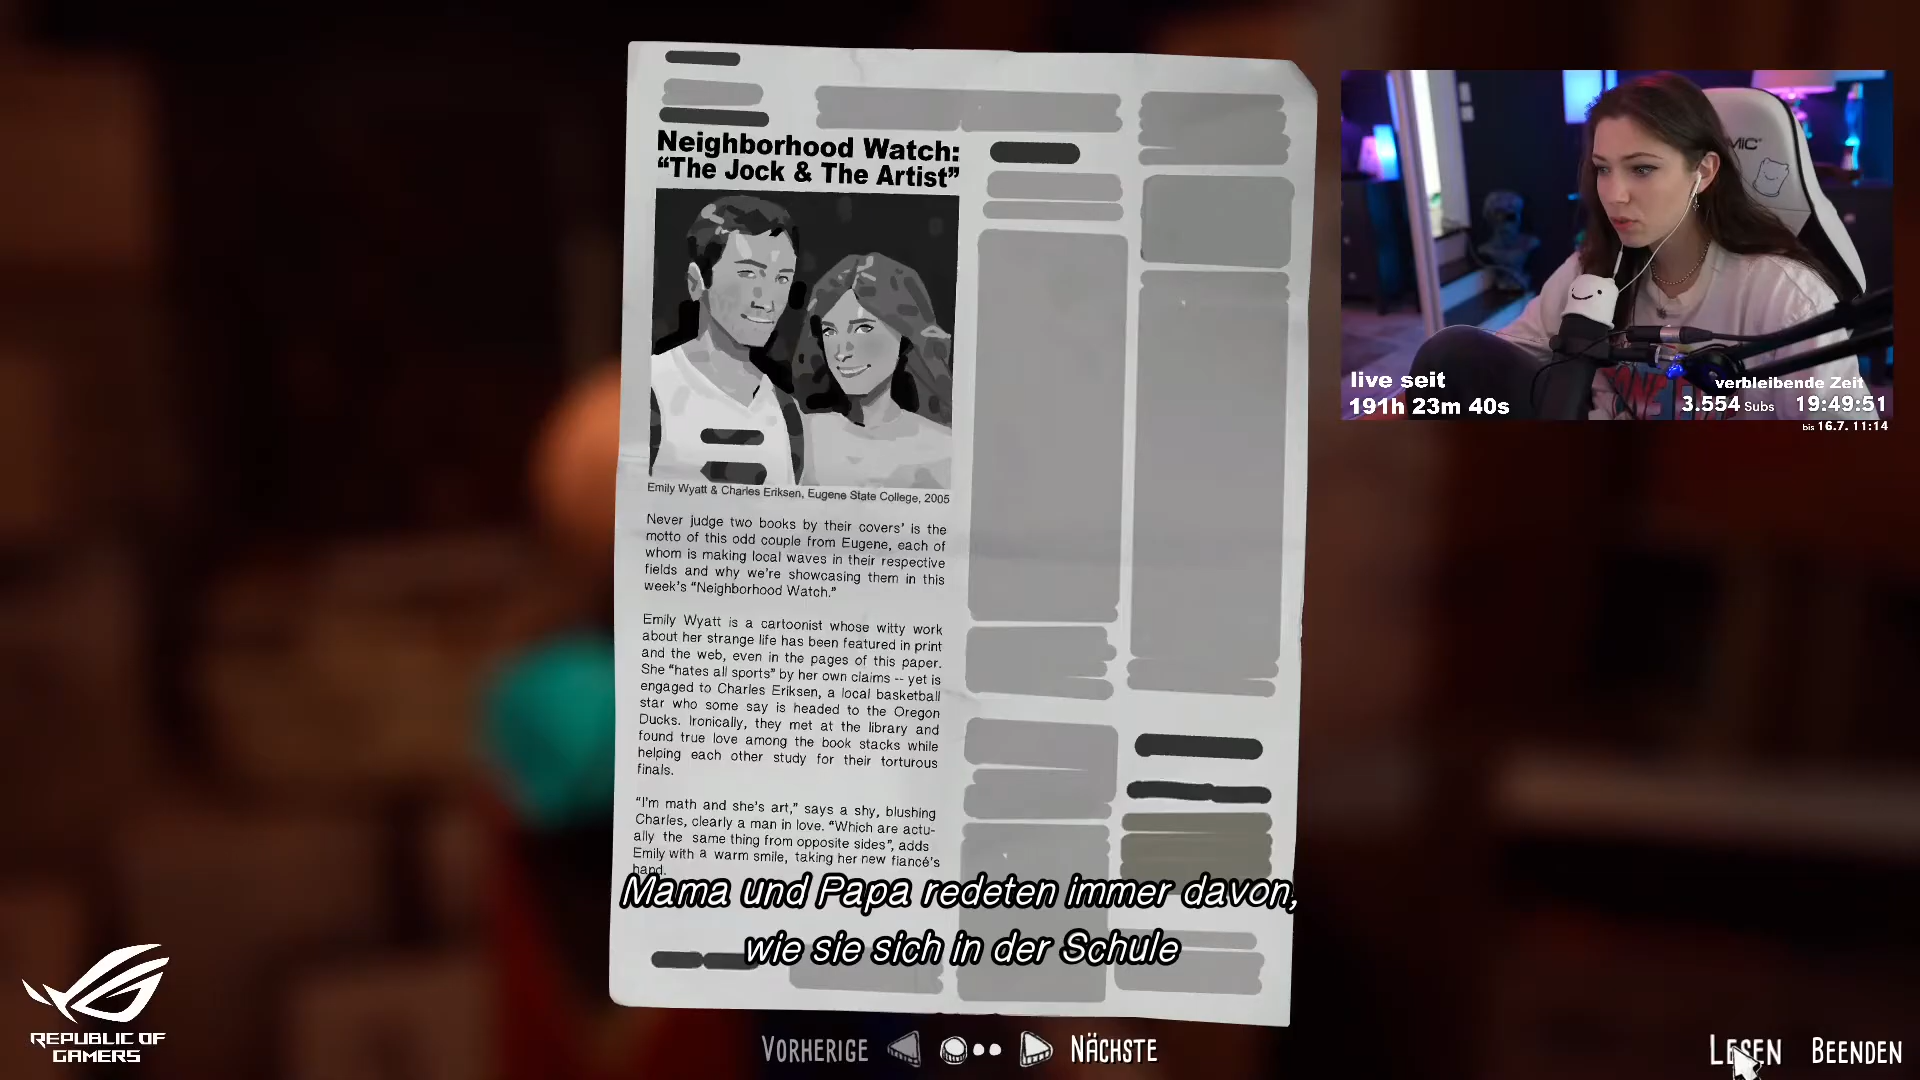 Neighborhood Watch:
“The Jock & The Artist”
Emily Wyatt & Charles Eriksen, Eugene State College, 2005
Never judge two books by their covers’ is the
motto of this odd couple from Eugene, each of
whom is making local waves in their respective
fields and why we’re showcasing them in this
week’s “Neighborhood Watch.”
Emily Wyatt is a cartoonist whose witty work
about her strange life has been featured in print
and the web, even in the pages of this paper.
She “hates all sports” by her own claims -- yet is
engaged to Charles Eriksen, a local basketball
star who some say is headed to the Oregon
Ducks. Ironically, they met at the library and
found true love among the book stacks while
helping each other study for their torturous
finals.
“I’m math and she’s art,” says a shy, blushing
Charles, clearly a man in love. “Which are actu-
ally the same thing from opposite sides”, adds
Emily with a warm smile, taking her new fiancé’s
hand.
Mama und Papa redeten immer davon,
wie sie sich in der Schule
live seit
191h 23m 40s
verbleibende Zeit
3.554 Subs 19:49:51
bis 16.7. 11:14
REPUBLIC OF
GAMERS
VORHERIGE
NÄCHSTE
LESEN
BEENDEN